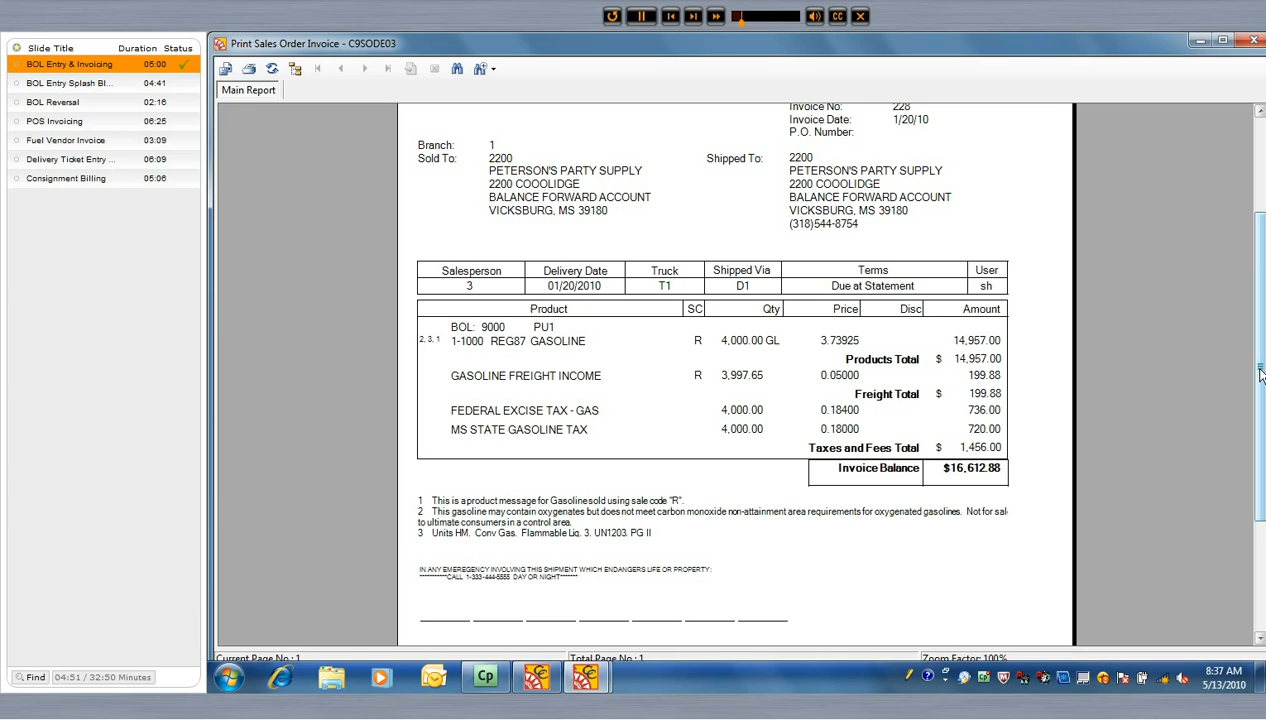 CC
Slide Title Duration Status
BOL Entry & Invoicing 05:00
BOL Entry Splash Bl... 04:41
BOL Reversal 02:16
POS Invoicing 06:25
Fuel Vendor Invoice 03:09
Delivery Ticket Entry ... 06:09
Consignment Billing 05:06
Find 04:51 / 32:50 Minutes
Print Sales Order Invoice - C9SODE03
Main Report
Invoice No: 228
Invoice Date: 1/20/10
P.O. Number:
Branch: 1
Sold To: 2200 Shipped To: 2200
PETERSON'S PARTY SUPPLY PETERSON'S PARTY SUPPLY
2200 COOOLIDGE 2200 COOOLIDGE
BALANCE FORWARD ACCOUNT BALANCE FORWARD ACCOUNT
VICKSBURG, MS 39180 VICKSBURG, MS 39180
(318)544-8754
Salesperson Delivery Date Truck Shipped Via Terms User
3 01/20/2010 T1 D1 Due at Statement sh
Product SC Qty Price Disc Amount
BOL: 9000 PU1
2, 3, 1 1-1000 REG87 GASOLINE R 4,000.00 GL 3.73925 14,957.00
Products Total $ 14,957.00
GASOLINE FREIGHT INCOME R 3,997.65 0.05000 199.88
Freight Total $ 199.88
FEDERAL EXCISE TAX - GAS 4,000.00 0.18400 736.00
MS STATE GASOLINE TAX 4,000.00 0.18000 720.00
Taxes and Fees Total $ 1,456.00
Invoice Balance $16,612.88
1 This is a product message for Gasoline sold using sale code "R".
2 This gasoline may contain oxygenates but does not meet carbon monoxide non-attainment area requirements for oxygenated gasolines. Not for sal
to ultimate consumers in a control area.
3 Units HM. Conv Gas. Flammable Liq. 3. UN1203. PG II
IN ANY EMEREGENCY INVOLVING THIS SHIPMENT WHICH ENDANGERS LIFE OR PROPERTY:
***********CALL 1-333-444-5555 DAY OR NIGHT*******
Current Page No.: 1 Total Page No.: 1 Zoom Factor: 100%
Cp
8:37 AM
5/13/2010